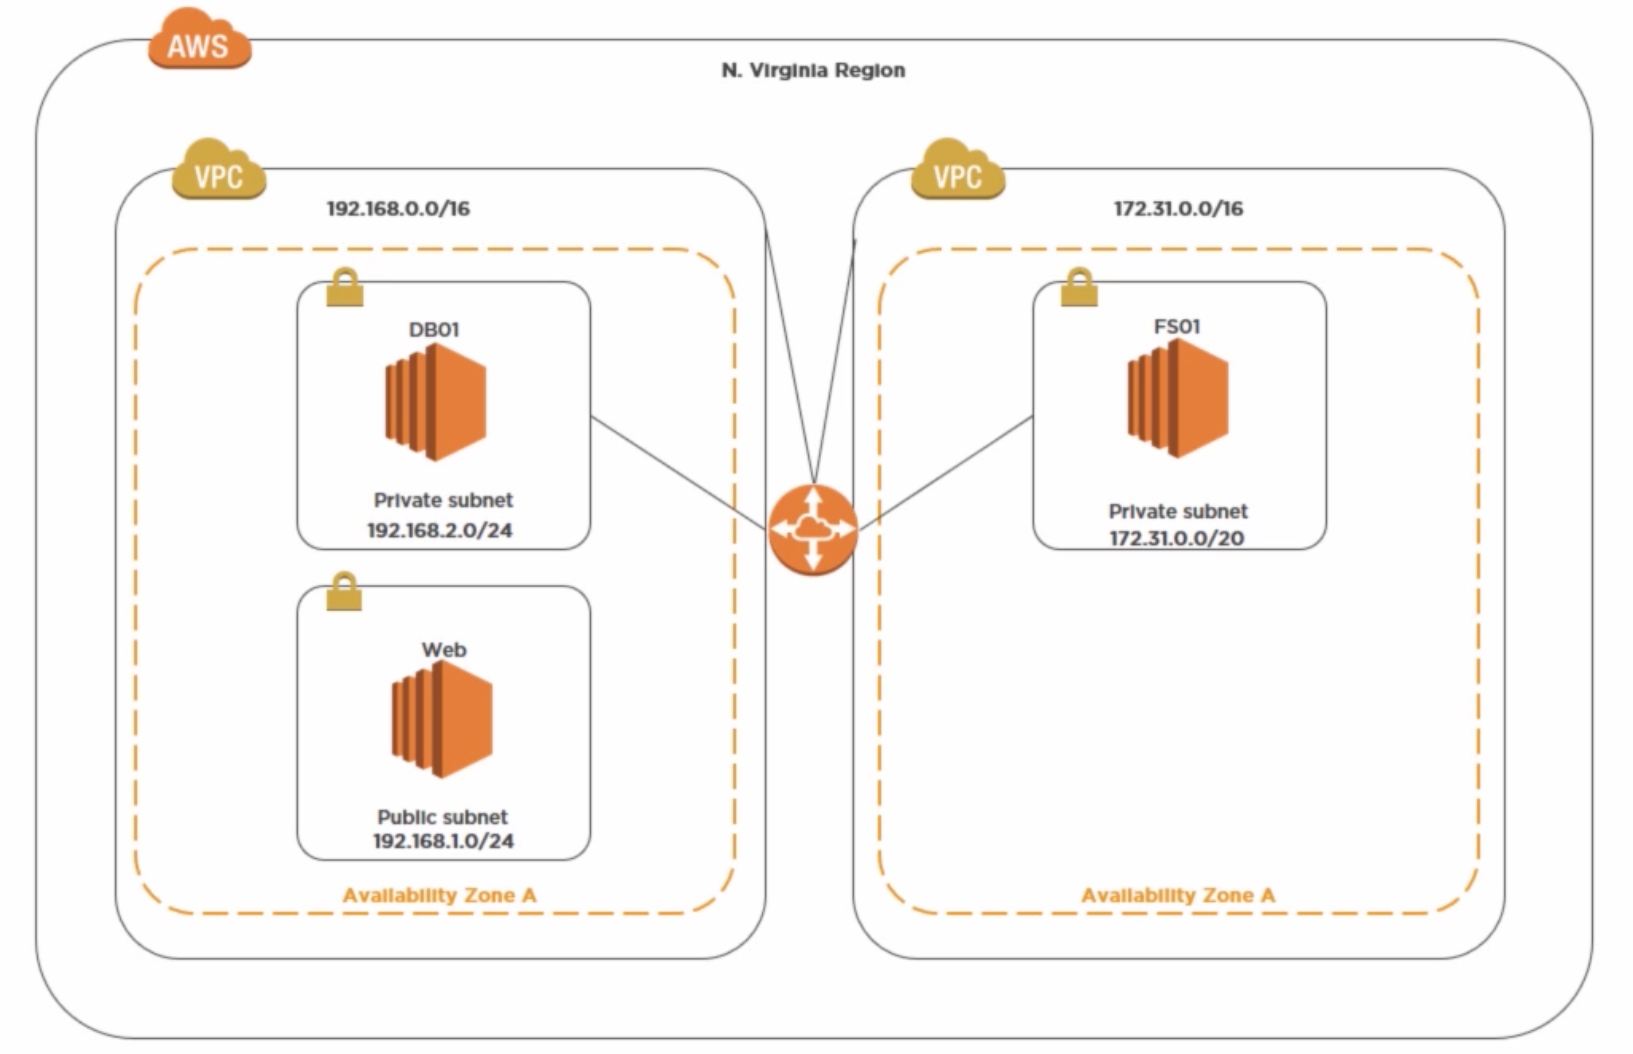 AWS
N. Virginia Region
VPC
192.168.0.0/16
DB01
Private subnet
192.168.2.0/24
Web
Public subnet
192.168.1.0/24
Availability Zone A
VPC
172.31.0.0/16
FS01
Private subnet
172.31.0.0/20
Availability Zone A